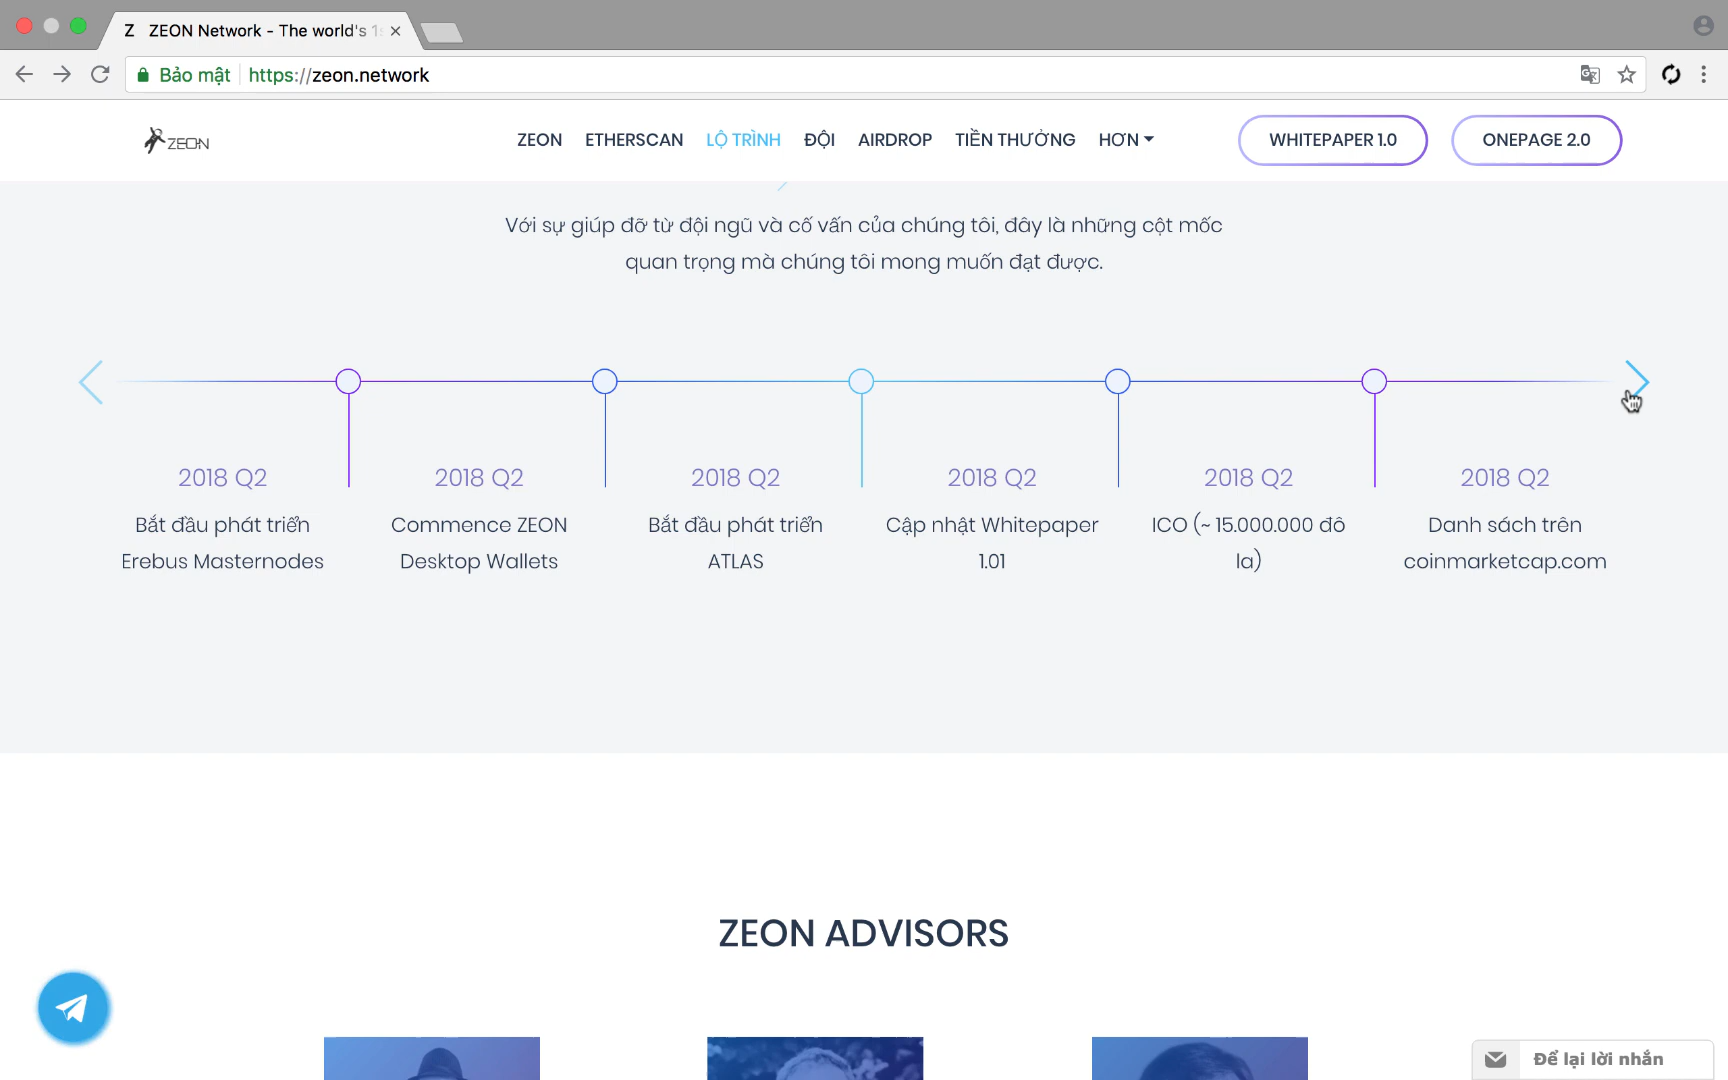 Z ZEON Network - The world's 1s
Bảo mật https://zeon.network
ZEON
ZEON ETHERSCAN LỘ TRÌNH ĐỘI AIRDROP TIỀN THƯỞNG HƠN WHITEPAPER 1.0 ONEPAGE 2.0
Với sự giúp đỡ từ đội ngũ và cố vấn của chúng tôi, đây là những cột mốc
quan trọng mà chúng tôi mong muốn đạt được.
2018 Q2
Bắt đầu phát triển
Erebus Masternodes
2018 Q2
Commence ZEON
Desktop Wallets
2018 Q2
Bắt đầu phát triển
ATLAS
2018 Q2
Cập nhật Whitepaper
1.01
2018 Q2
ICO (~ 15.000.000 đô
la)
2018 Q2
Danh sách trên
coinmarketcap.com
ZEON ADVISORS
Để lại lời nhắn